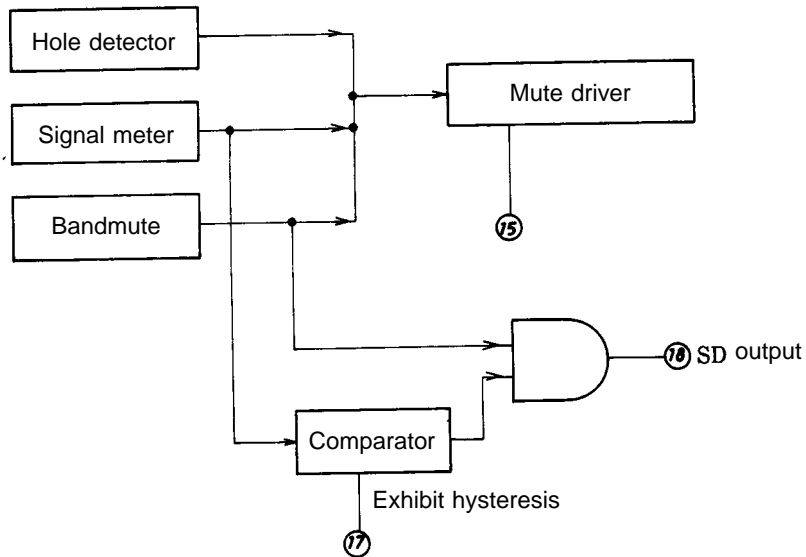 Hole detector
Mute driver
Signal meter
Bandmute
15
18 SD output
Comparator
Exhibit hysteresis
17